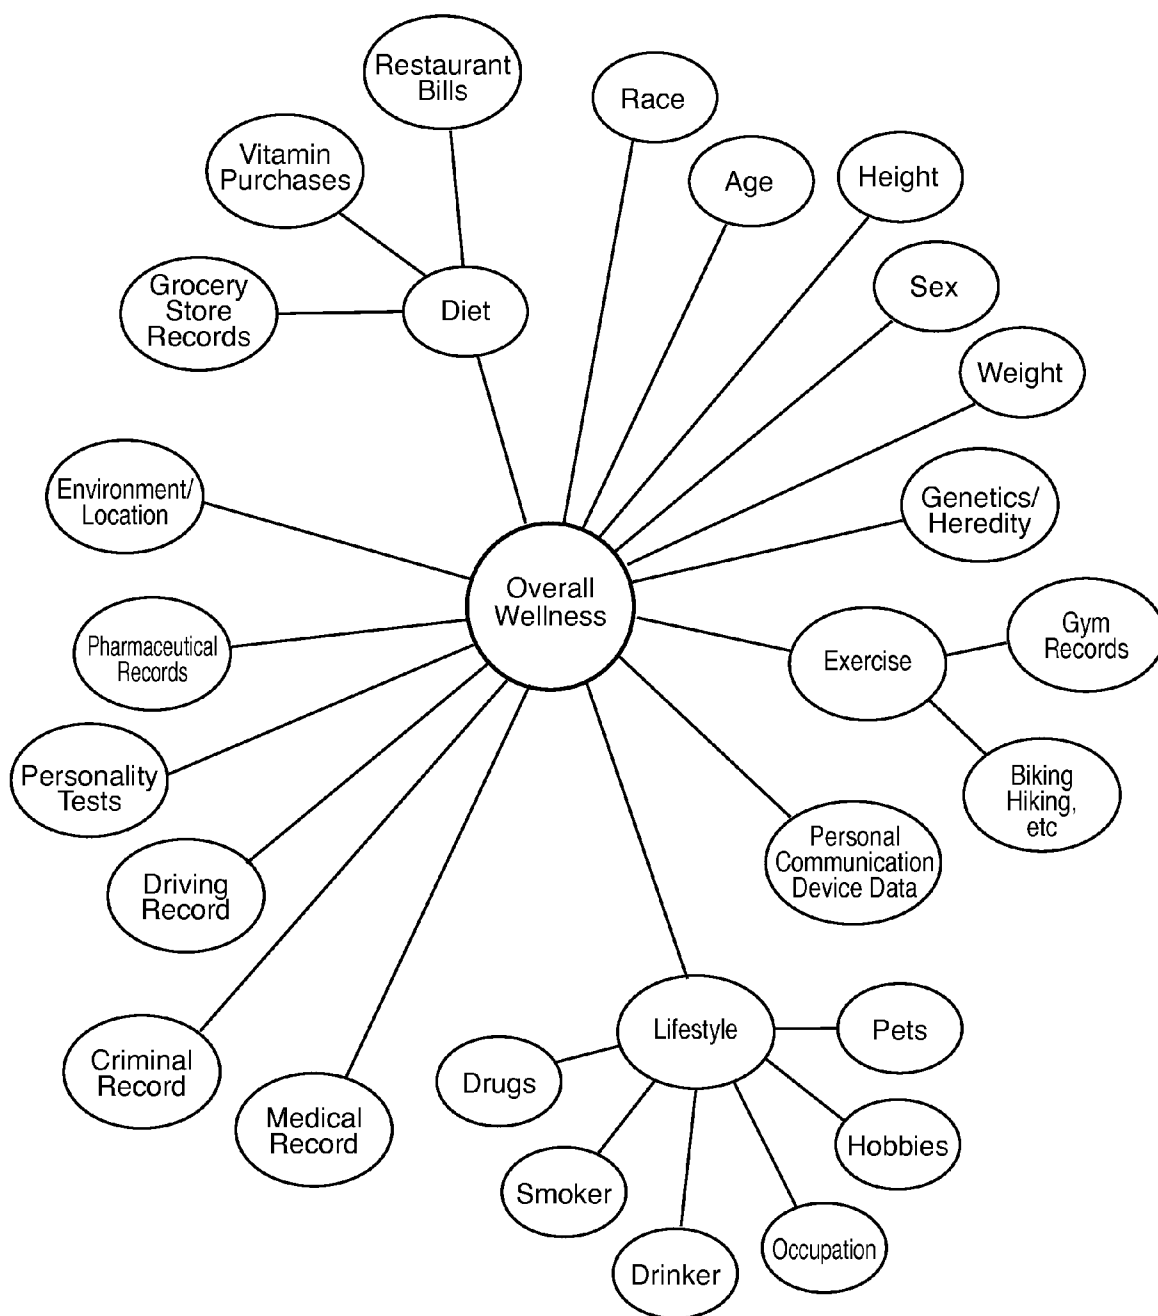 Restaurant
Bills
Race
Vitamin
Purchases
Age
Height
Grocery
Store
Records
Diet
Sex
Weight
Environment/
Location
Genetics/
Heredity
Overall
Wellness
Pharmaceutical
Records
Exercise
Gym
Records
Personality
Tests
Biking
Hiking,
etc
Personal
Communication
Device Data
Driving
Record
Criminal
Record
Medical
Record
Lifestyle
Pets
Drugs
Hobbies
Smoker
Occupation
Drinker